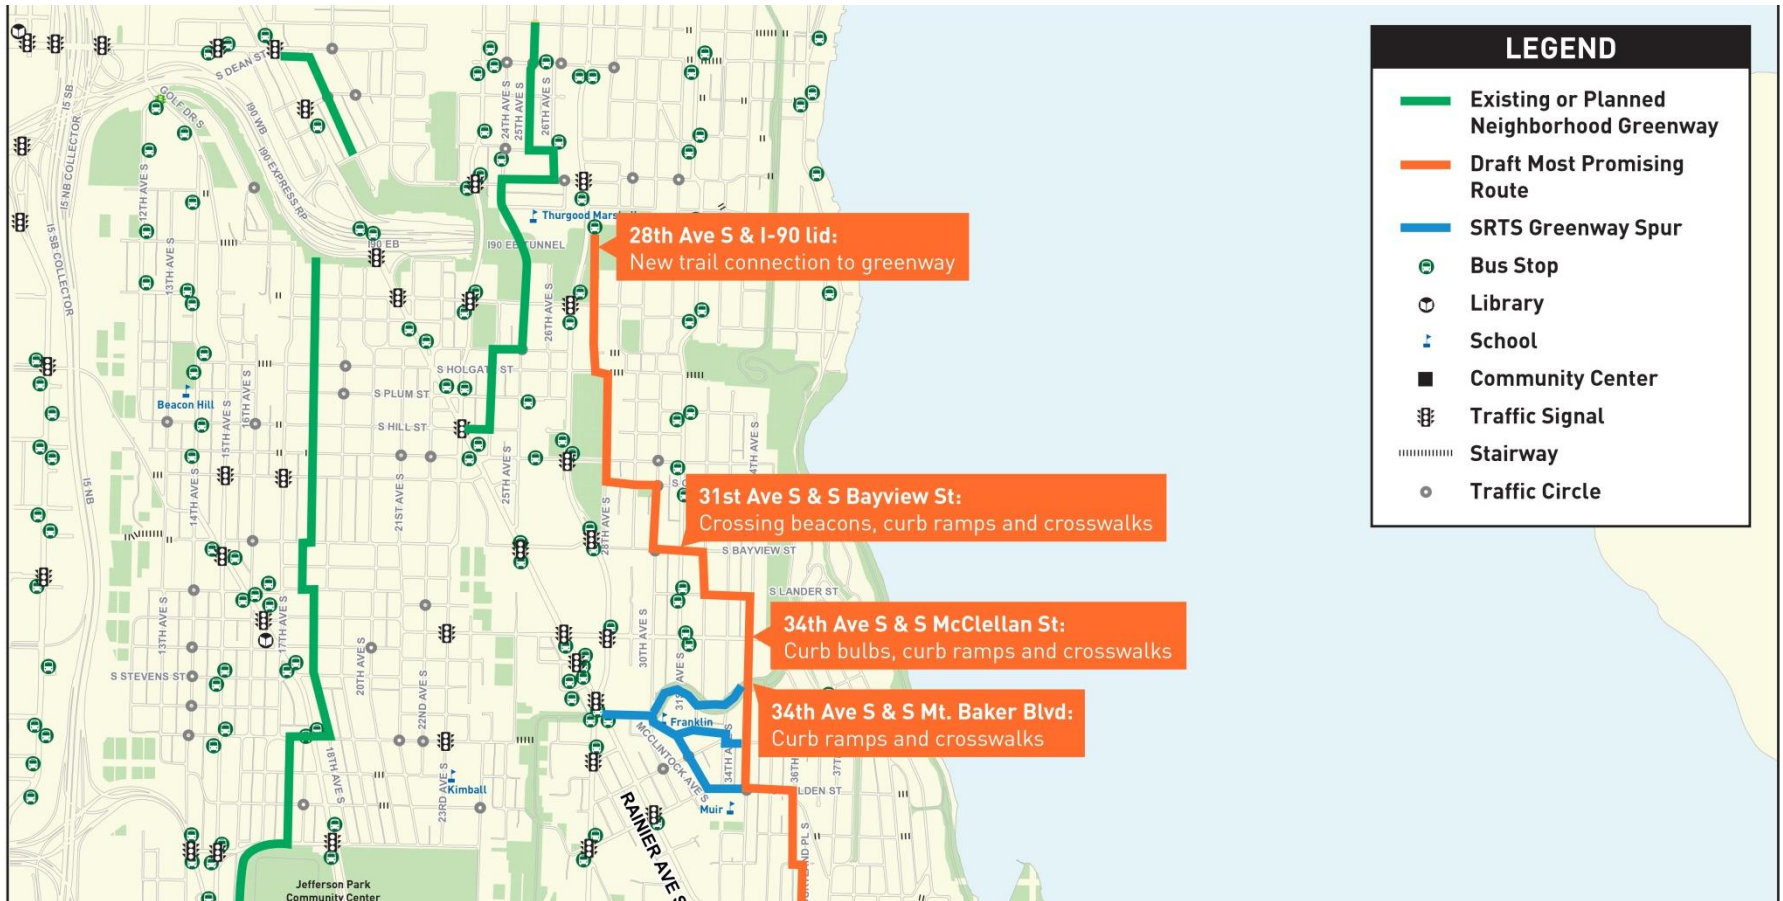 LEGEND
Existing or Planned
Neighborhood Greenway
Draft Most Promising
Route
SRTS Greenway Spur
Bus Stop
Library
School
Community Center
Traffic Signal
Stairway
Traffic Circle
28th Ave S & I-90 lid:
New trail connection to greenway
31st Ave S & S Bayview St:
Crossing beacons, curb ramps and crosswalks
34th Ave S & S McClellan St:
Curb bulbs, curb ramps and crosswalks
34th Ave S & S Mt. Baker Blvd:
Curb ramps and crosswalks
S DEAN ST
GOLF DR S
I5 SB
I5 NB COLLECTOR
I5 SB COLLECTOR
I5 NB
I90 WB
I90 EXPRESS RP
I90 EB
I90 EB TUNNEL
12TH AVE S
13TH AVE S
24TH AVE S
25TH AVE S
26TH AVE S
Thurgood
26TH AVE S
S HOLGATE ST
S PLUM ST
S HILL ST
Beacon Hill
16TH AVE S
15TH AVE S
14TH AVE S
21ST AVE S
25TH AVE S
28TH AVE S
S BAYVIEW ST
S LANDER ST
13TH AVE S
17TH AVE S
20TH AVE S
22ND AVE S
30TH AVE S
S STEVENS ST
Franklin
MCCLINTOCK AVE S
34TH AVE S
18TH AVE S
23RD AVE S
Kimball
Muir
RAINIER AVE S
Jefferson Park
Community Center